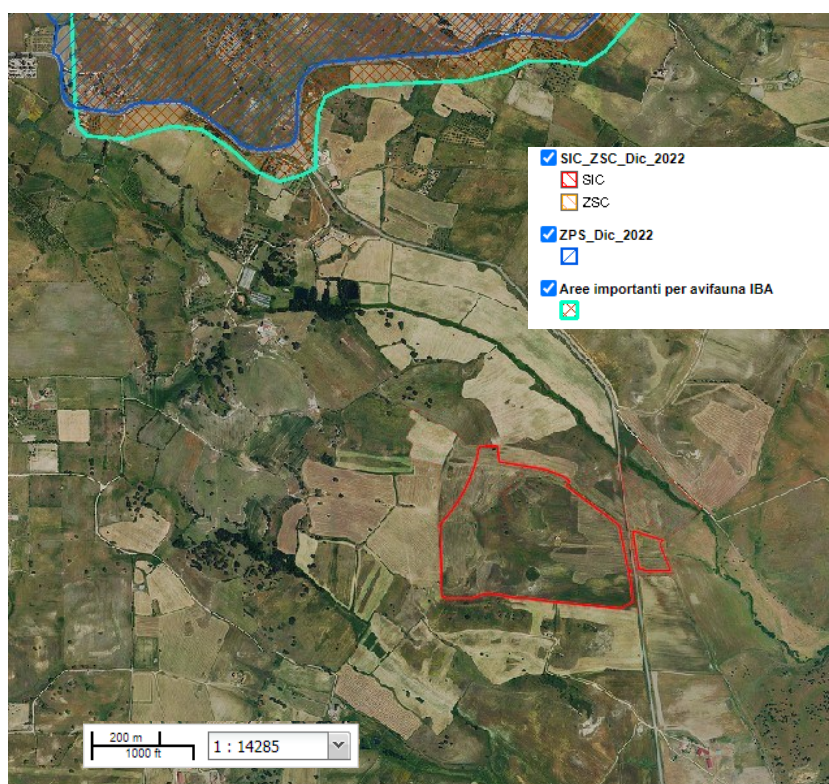 SIC_ZSC_Dic_2022
SIC
ZSC
ZPS_Dic_2022
Aree importanti per avifauna IBA
200 m
1000 ft
1 : 14285